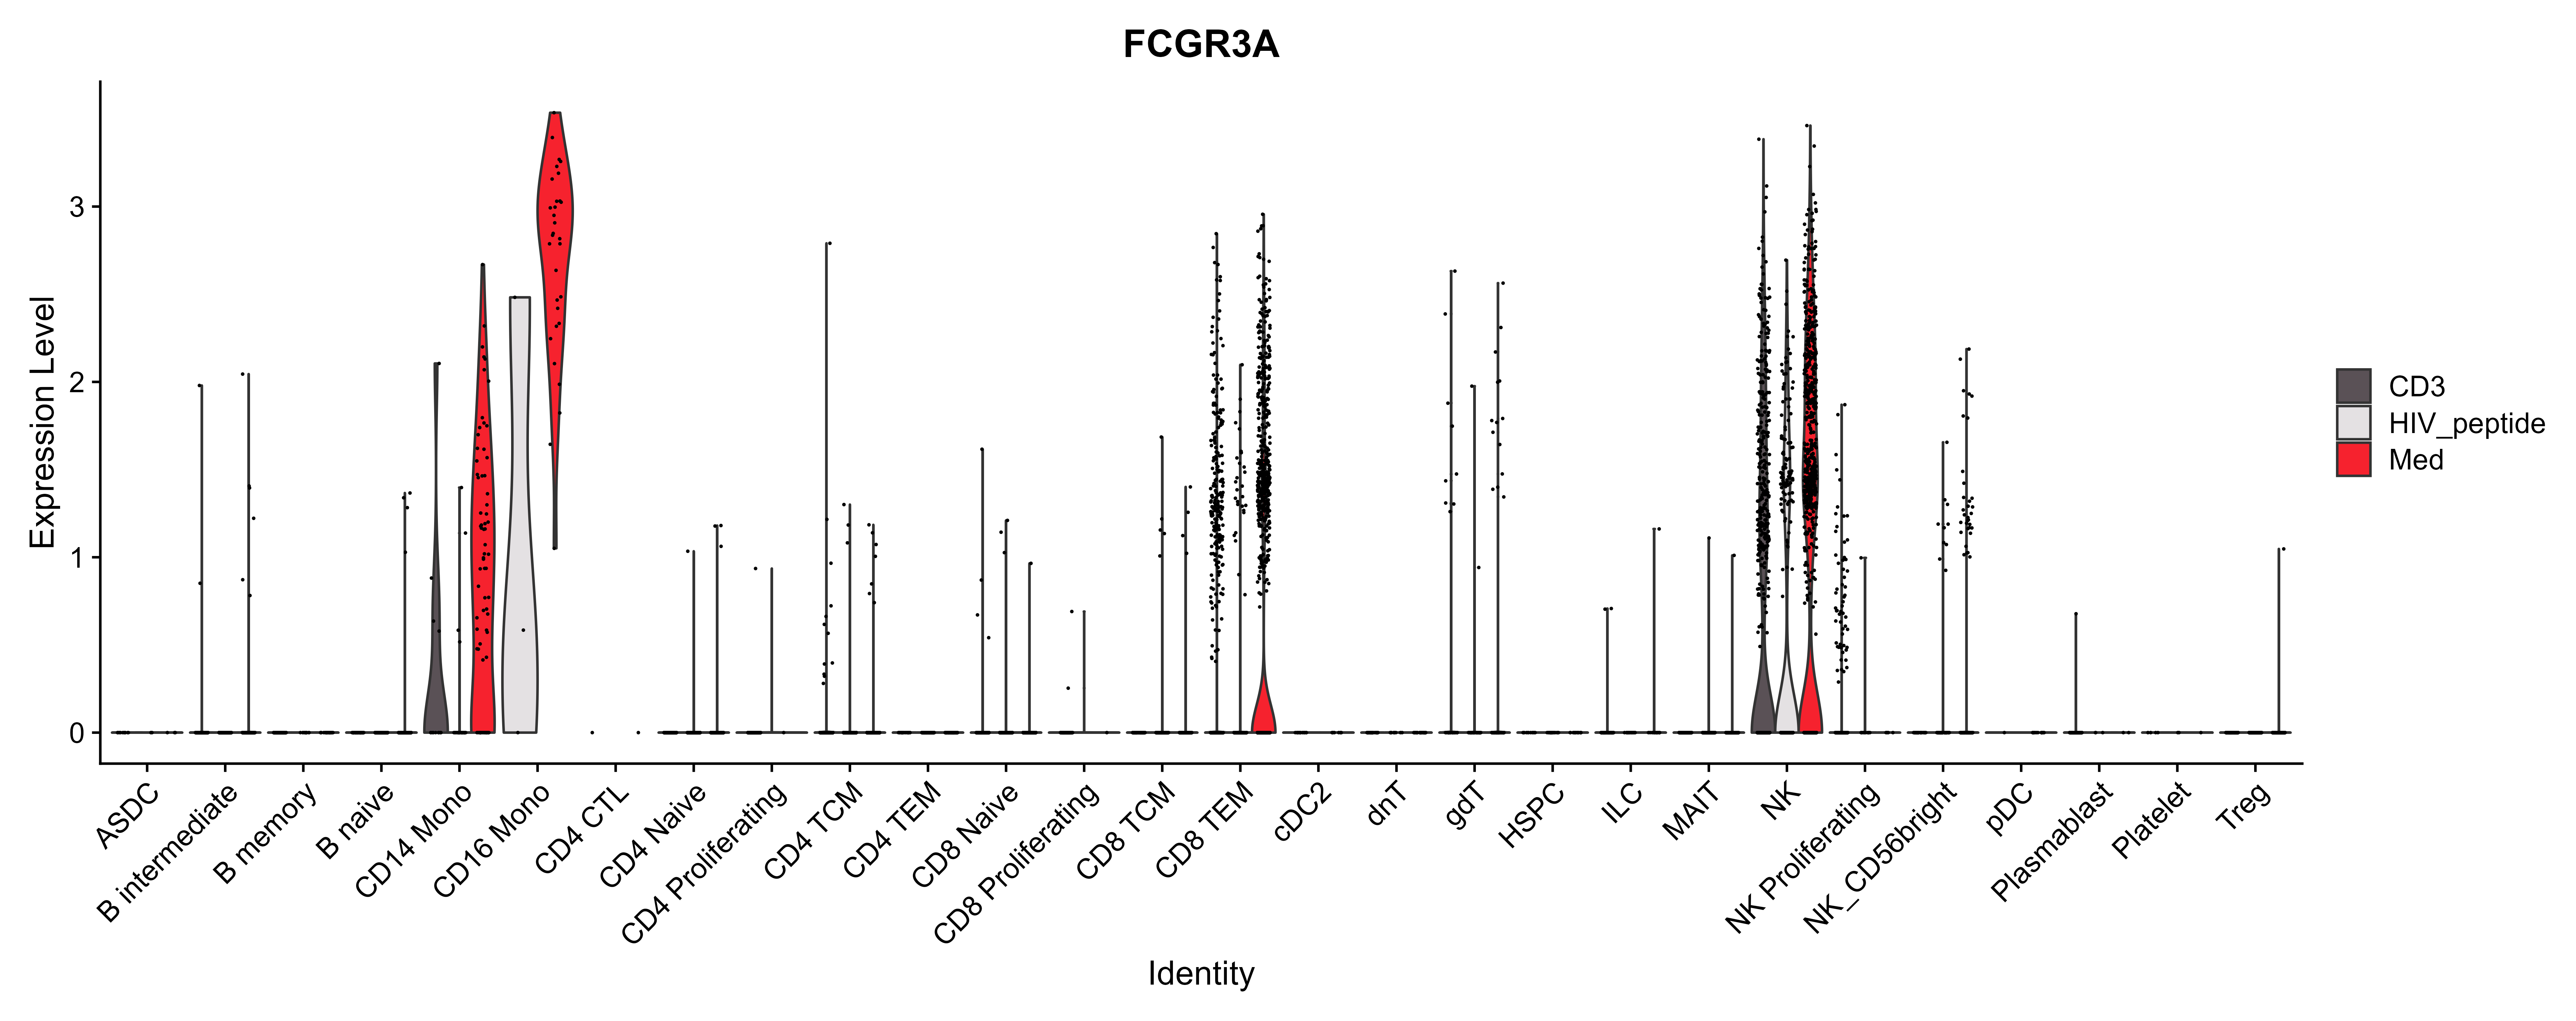 FCGR3A
Expression Level
3
2
1
0
CD3
HIV_peptide
Med
ASDC
B intermediate
B memory
B naive
CD14 Mono
CD16 Mono
CD4 CTL
CD4 Naive
CD4 Proliferating
CD4 TCM
CD4 TEM
CD8 Naive
CD8 Proliferating
CD8 TCM
CD8 TEM
cDC2
dnT
gdT
HSPC
ILC
MAIT
NK
NK Proliferating
NK_CD56bright
pDC
Plasmablast
Platelet
Treg
Identity